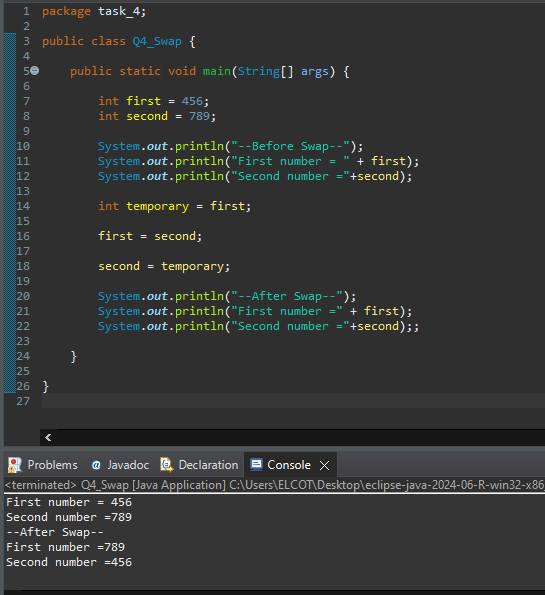 1 package task_4;
2
3 public class Q4_Swap {
4
5 public static void main(String[] args) {
6
7 int first = 456;
8 int second = 789;
9
10 System.out.println("--Before Swap--");
11 System.out.println("First number = " + first);
12 System.out.println("Second number ="+second);
13
14 int temporary = first;
15
16 first = second;
17
18 second = temporary;
19
20 System.out.println("--After Swap--");
21 System.out.println("First number =" + first);
22 System.out.println("Second number ="+second);;
23
24 }
25
26 }
27
Problems @ Javadoc Declaration Console
<terminated> Q4_Swap [Java Application] C:\Users\ELCOT\Desktop\eclipse-java-2024-06-R-win32-x86
First number = 456
Second number =789
--After Swap--
First number =789
Second number =456